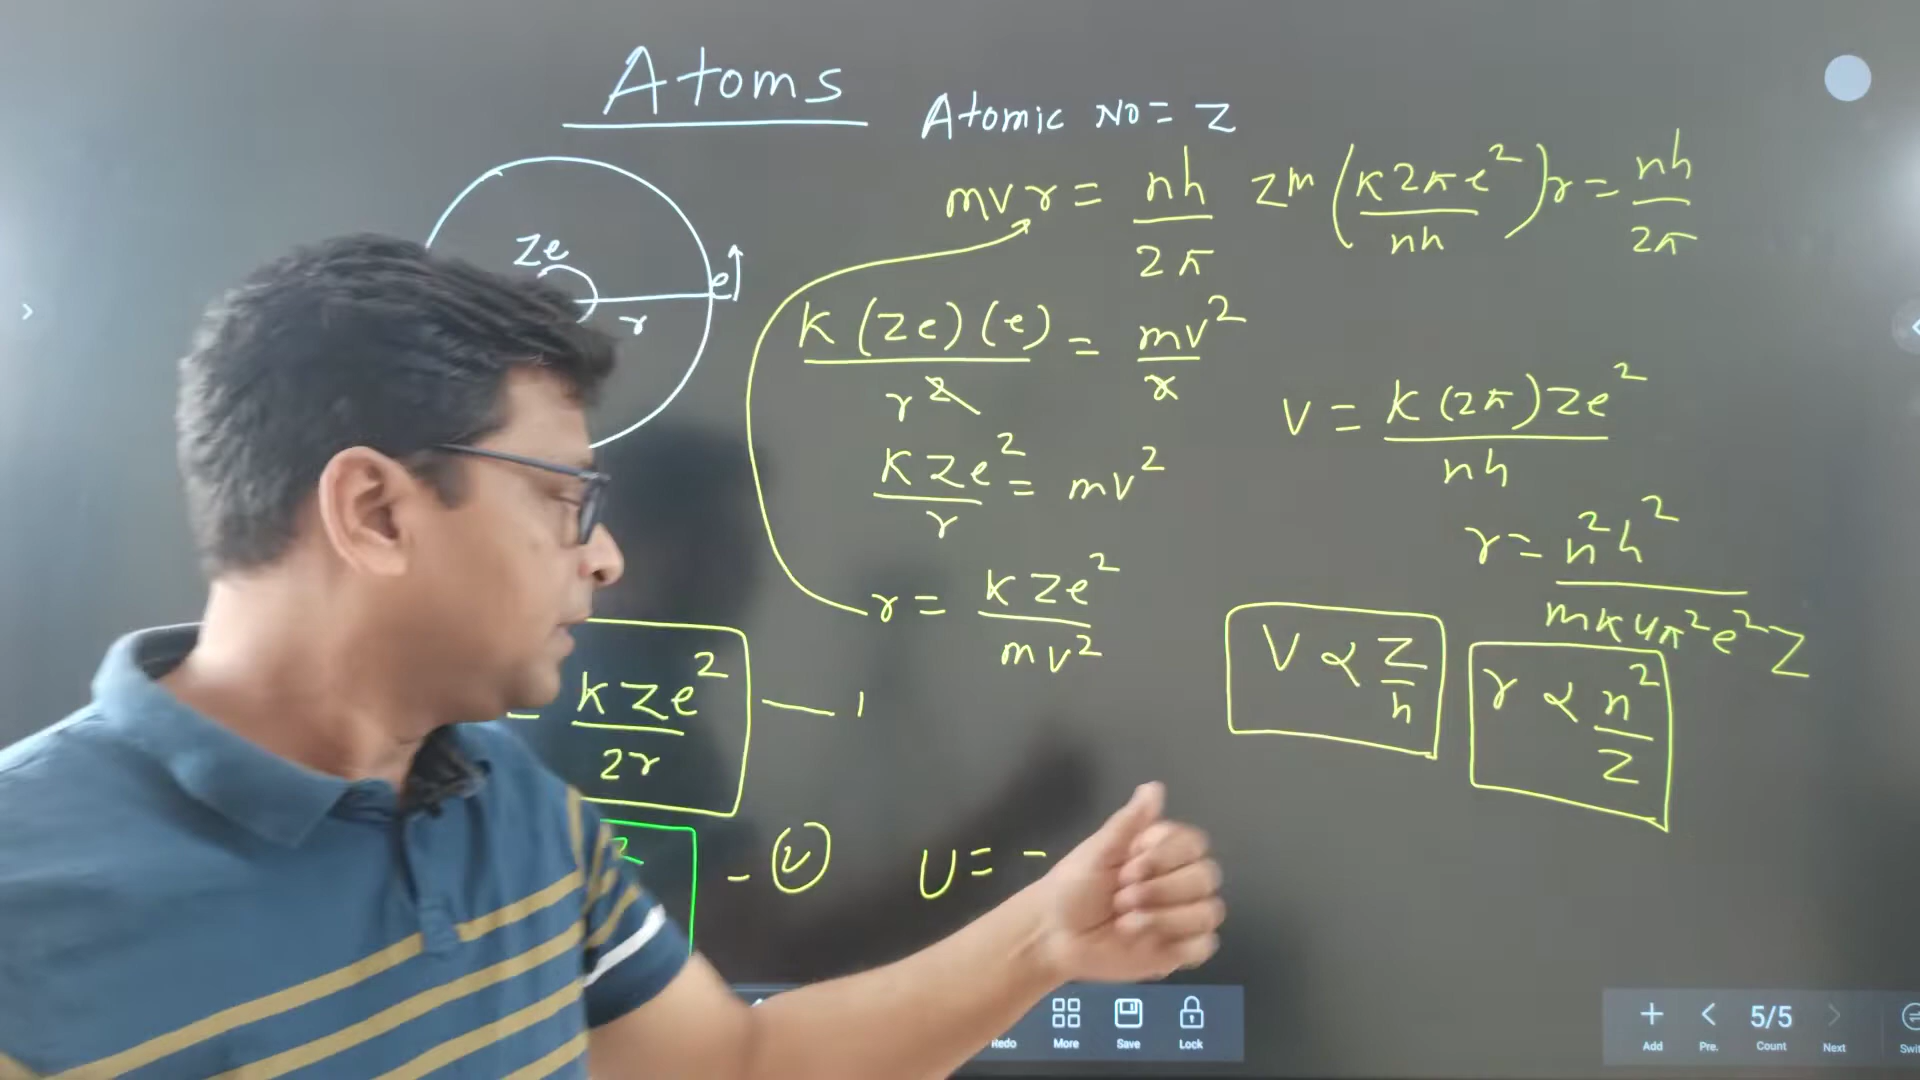 Atoms
Atomic No = Z
mvr = nh/2π
Zm (K2πe²/nh) r = nh/2π
Ze
e
r
K(Ze)(e)/r² = mv²/r
V = K(2π)Ze²/nh
KZe²/r = mv²
r = n²h²/mK4π²e²Z
r = KZe²/mv²
V ∝ Z/n
r ∝ n²/Z
KZe²/2r — 1
2 - 2
U = -
Redo More Save Lock
+ < 5/5 >
Add Pre. Count Next